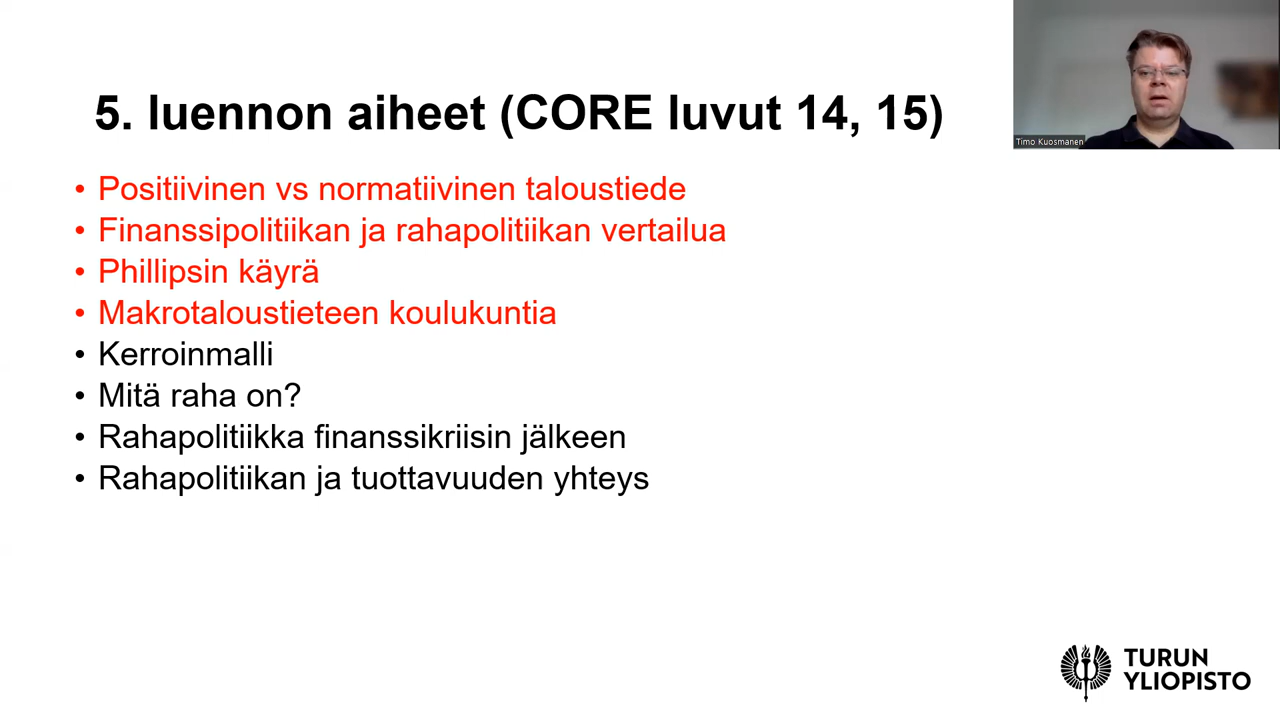 5. luennon aiheet (CORE luvut 14, 15)
Timo Kuosmanen
• Positiivinen vs normatiivinen taloustiede
• Finanssipolitiikan ja rahapolitiikan vertailua
• Phillipsin käyrä
• Makrotaloustieteen koulukuntia
• Kerroinmalli
• Mitä raha on?
• Rahapolitiikka finanssikriisin jälkeen
• Rahapolitiikan ja tuottavuuden yhteys
TURUN
YLIOPISTO